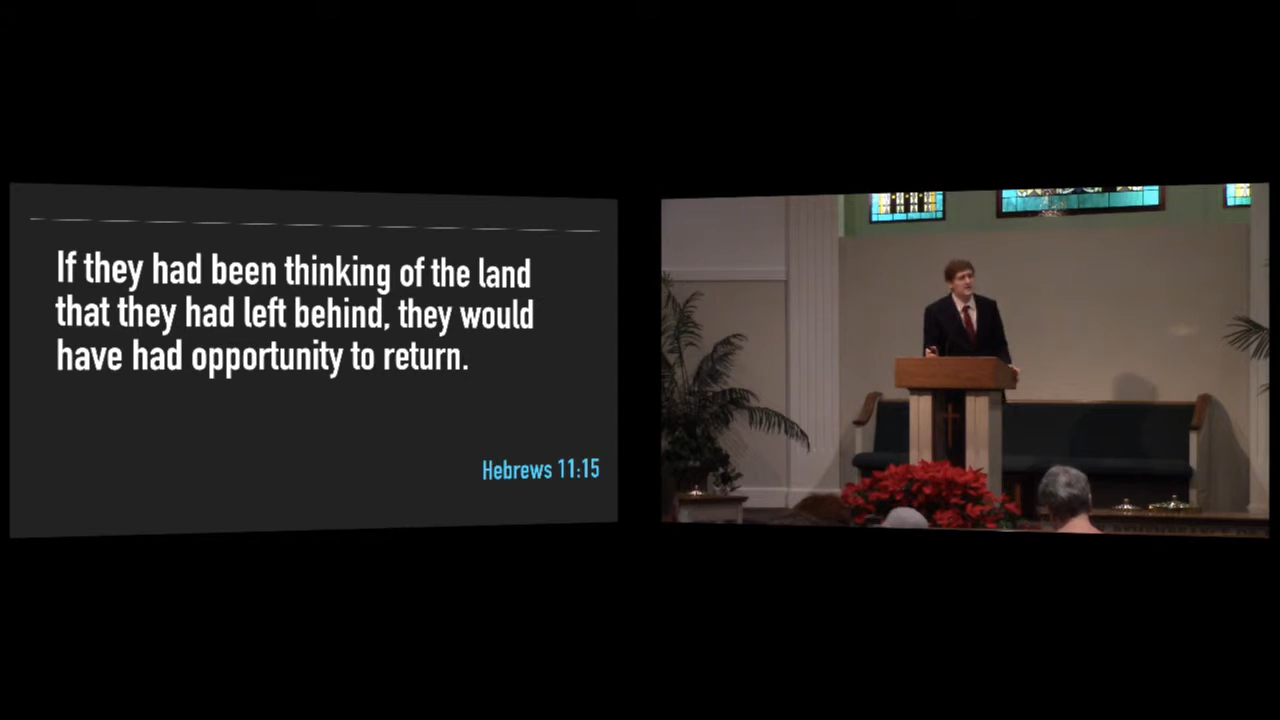 If they had been thinking of the land
that they had left behind, they would
have had opportunity to return.
Hebrews 11:15